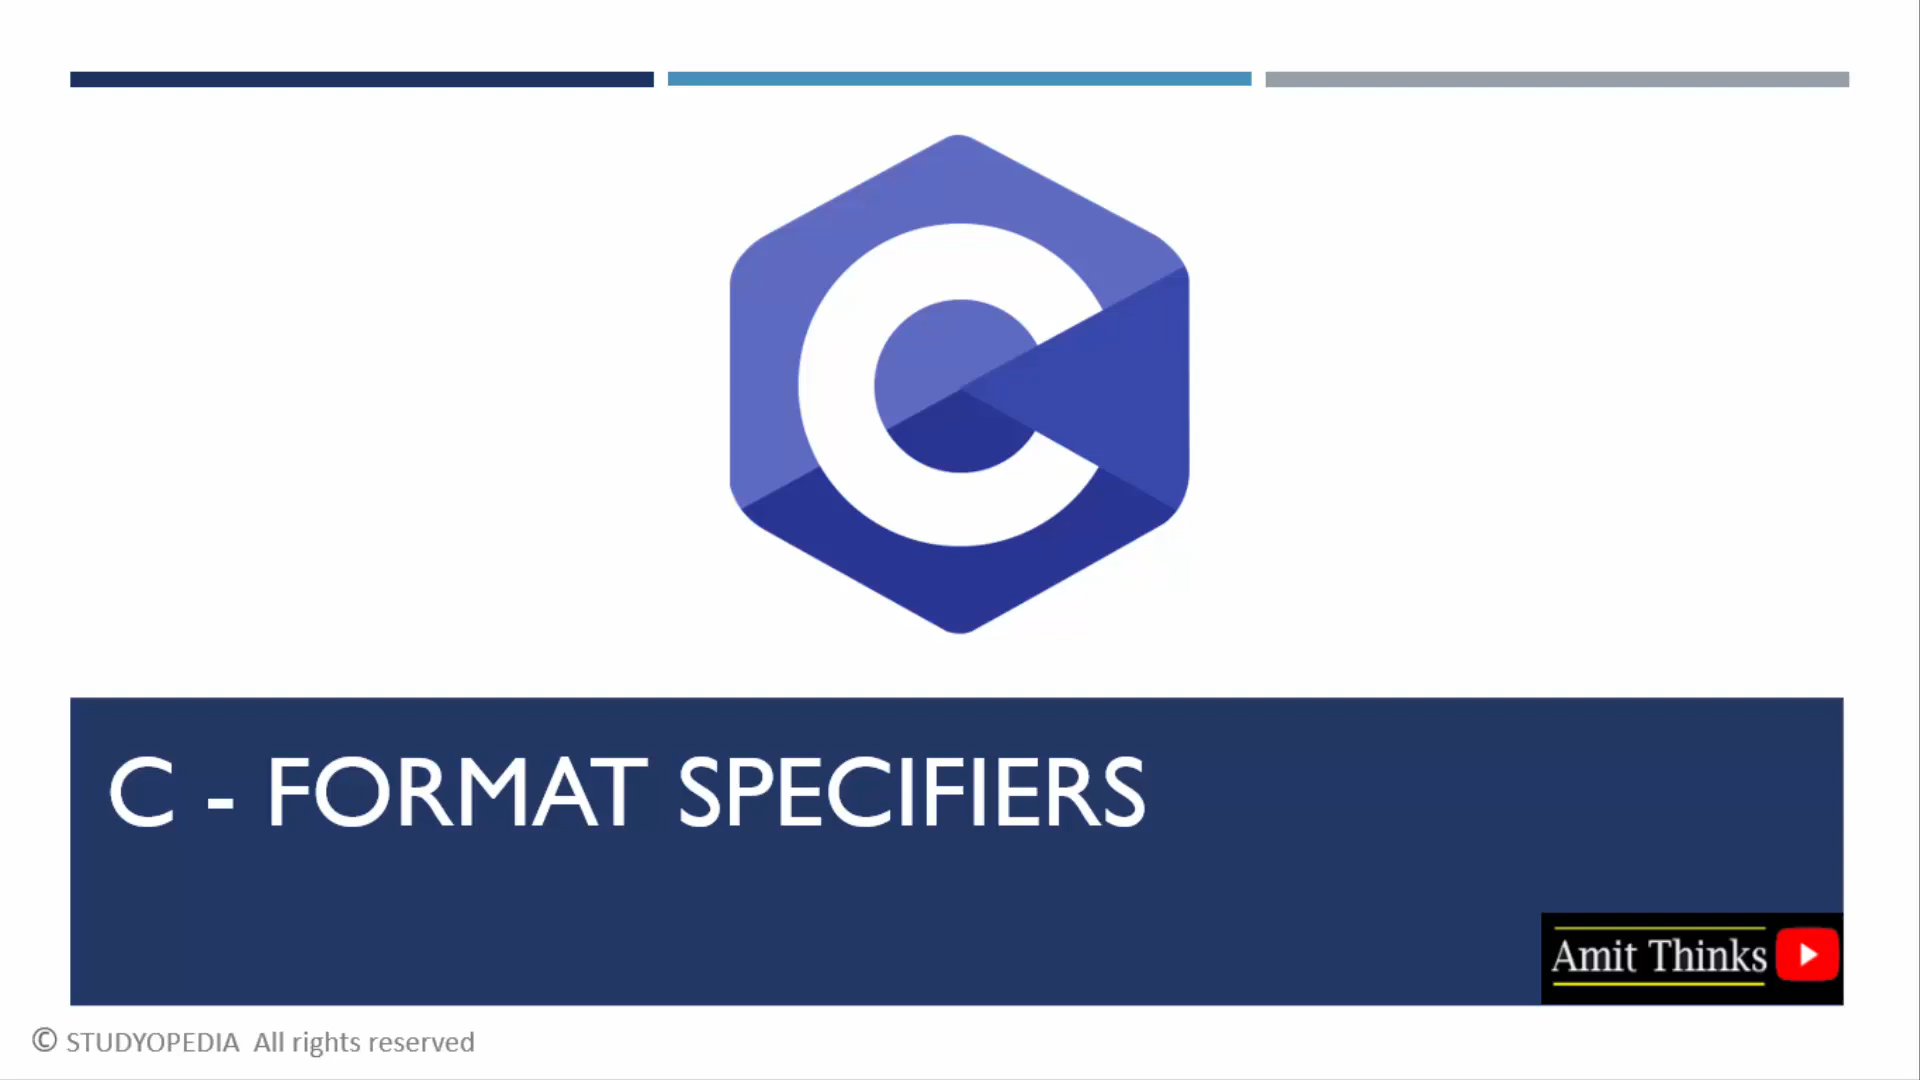 C - FORMAT SPECIFIERS
Amit Thinks
© STUDYOPEDIA All rights reserved